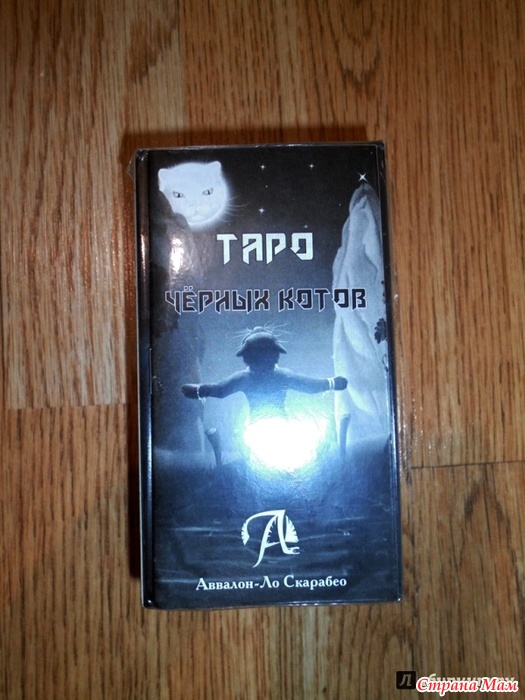 ТАРО
ЧЁРНЫХ КОТОВ
А
Аввалон-Ло Скарабео
Страна Мам